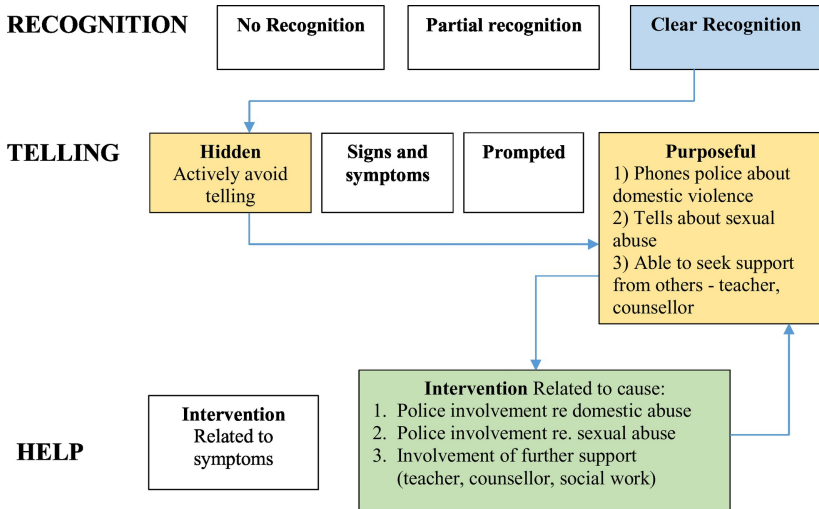 RECOGNITION
No Recognition
Partial recognition
Clear Recognition
TELLING
Hidden
Actively avoid
telling
Signs and
symptoms
Prompted
Purposeful
1) Phones police about
domestic violence
2) Tells about sexual
abuse
3) Able to seek support
from others - teacher,
counsellor
HELP
Intervention
Related to
symptoms
Intervention Related to cause:
1. Police involvement re domestic abuse
2. Police involvement re. sexual abuse
3. Involvement of further support
(teacher, counsellor, social work)